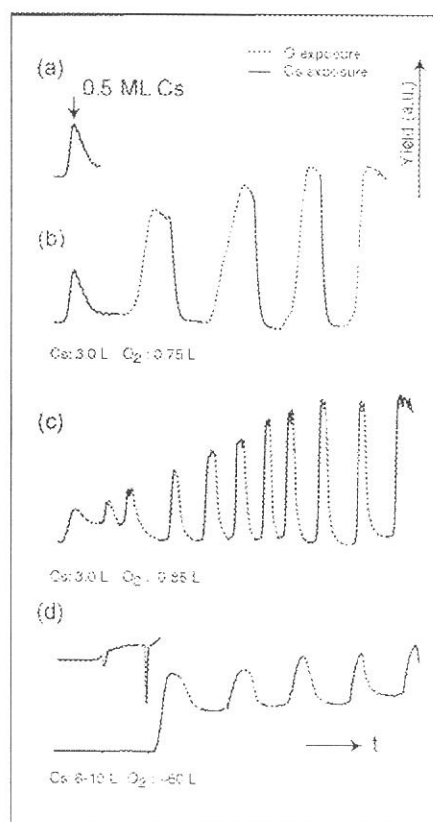 (a)
O exposure
Cs exposure
0.5 ML Cs
Yield (a.u.)
(b)
Cs: 3.0 L O2 : 0.75 L
(c)
Cs: 3.0 L O2 : 0.85 L
(d)
t
Cs: 6-10 L O2 : ~60 L